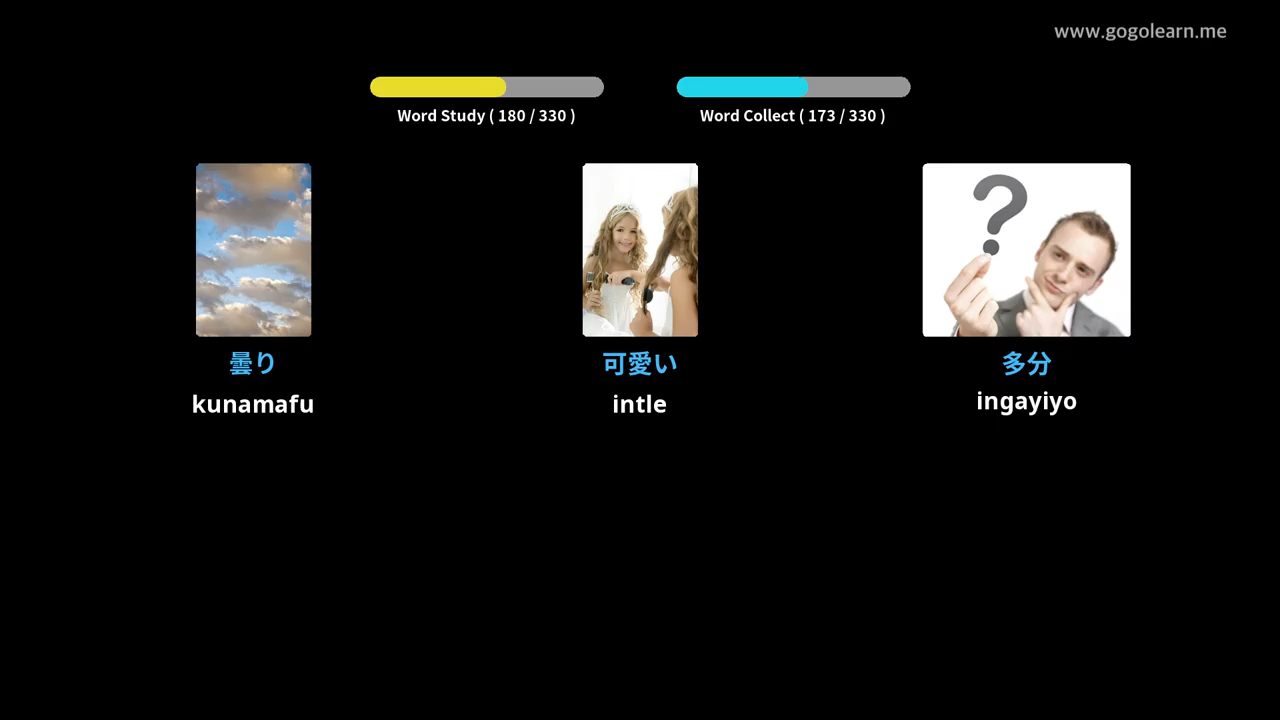 www.gogolearn.me
Word Study ( 180 / 330 )
Word Collect ( 173 / 330 )
曇り
可愛い
多分
kunamafu
intle
ingayiyo